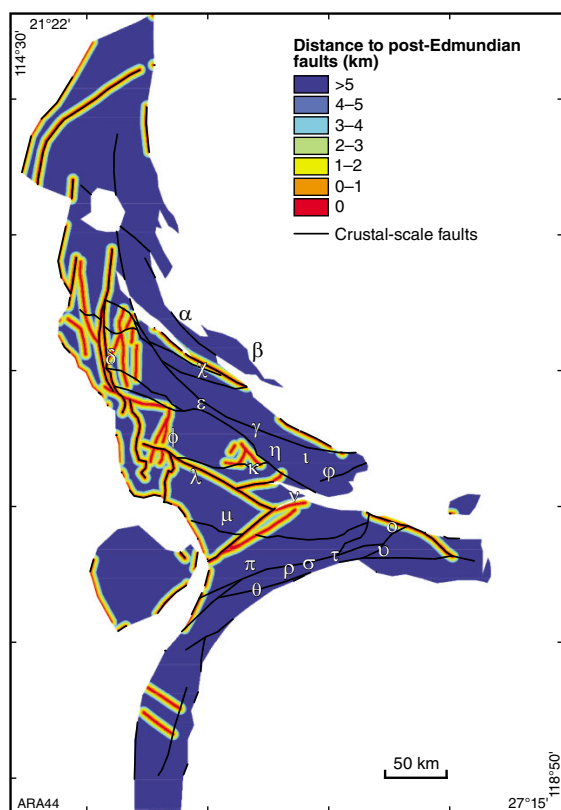 21°22'
114°30'
Distance to post-Edmundian
faults (km)
>5
4–5
3–4
2–3
1–2
0–1
0
Crustal-scale faults
α
β
δ
χ
ε
γ
ϕ
η
ι
κ
φ
λ
ν
μ
ο
π
ρ
σ
τ
υ
θ
50 km
118°50'
ARA44
27°15'